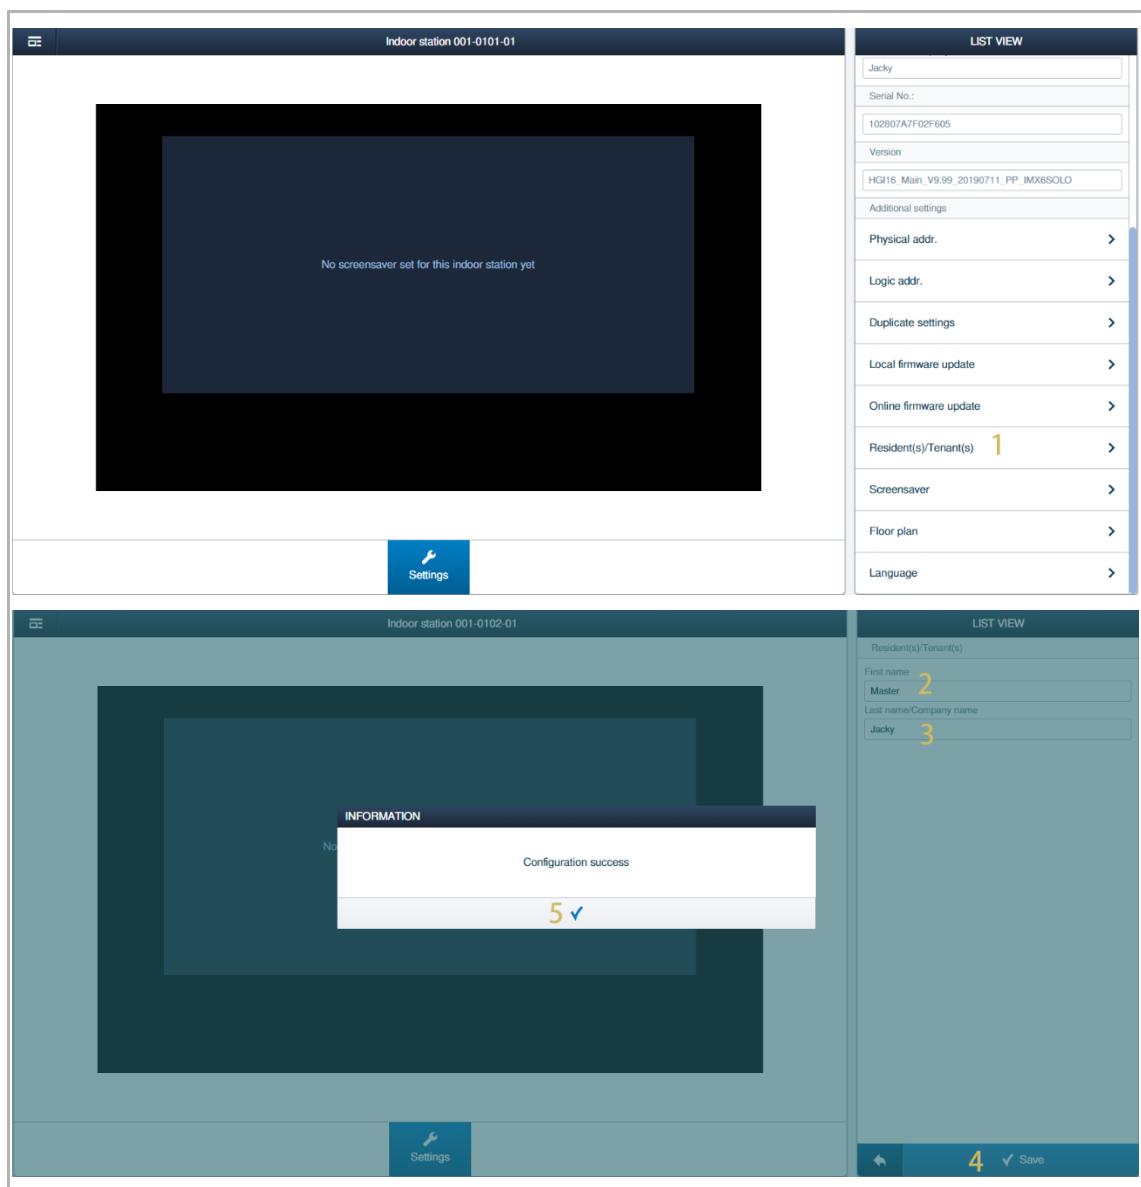 Indoor station 001-0101-01
LIST VIEW
Jacky
Serial No.:
102807A7F02F605
Version
HGI16_Main_V9.99_20190711_PP_IMX6SOLO
Additional settings
Physical addr.
Logic addr.
Duplicate settings
Local firmware update
Online firmware update
Resident(s)/Tenant(s) 1
Screensaver
Floor plan
Language
No screensaver set for this indoor station yet
Settings
Indoor station 001-0102-01
LIST VIEW
Resident(s)/Tenant(s)
First name
Master 2
Last name/Company name
Jacky 3
No
INFORMATION
Configuration success
5
Settings
4 Save